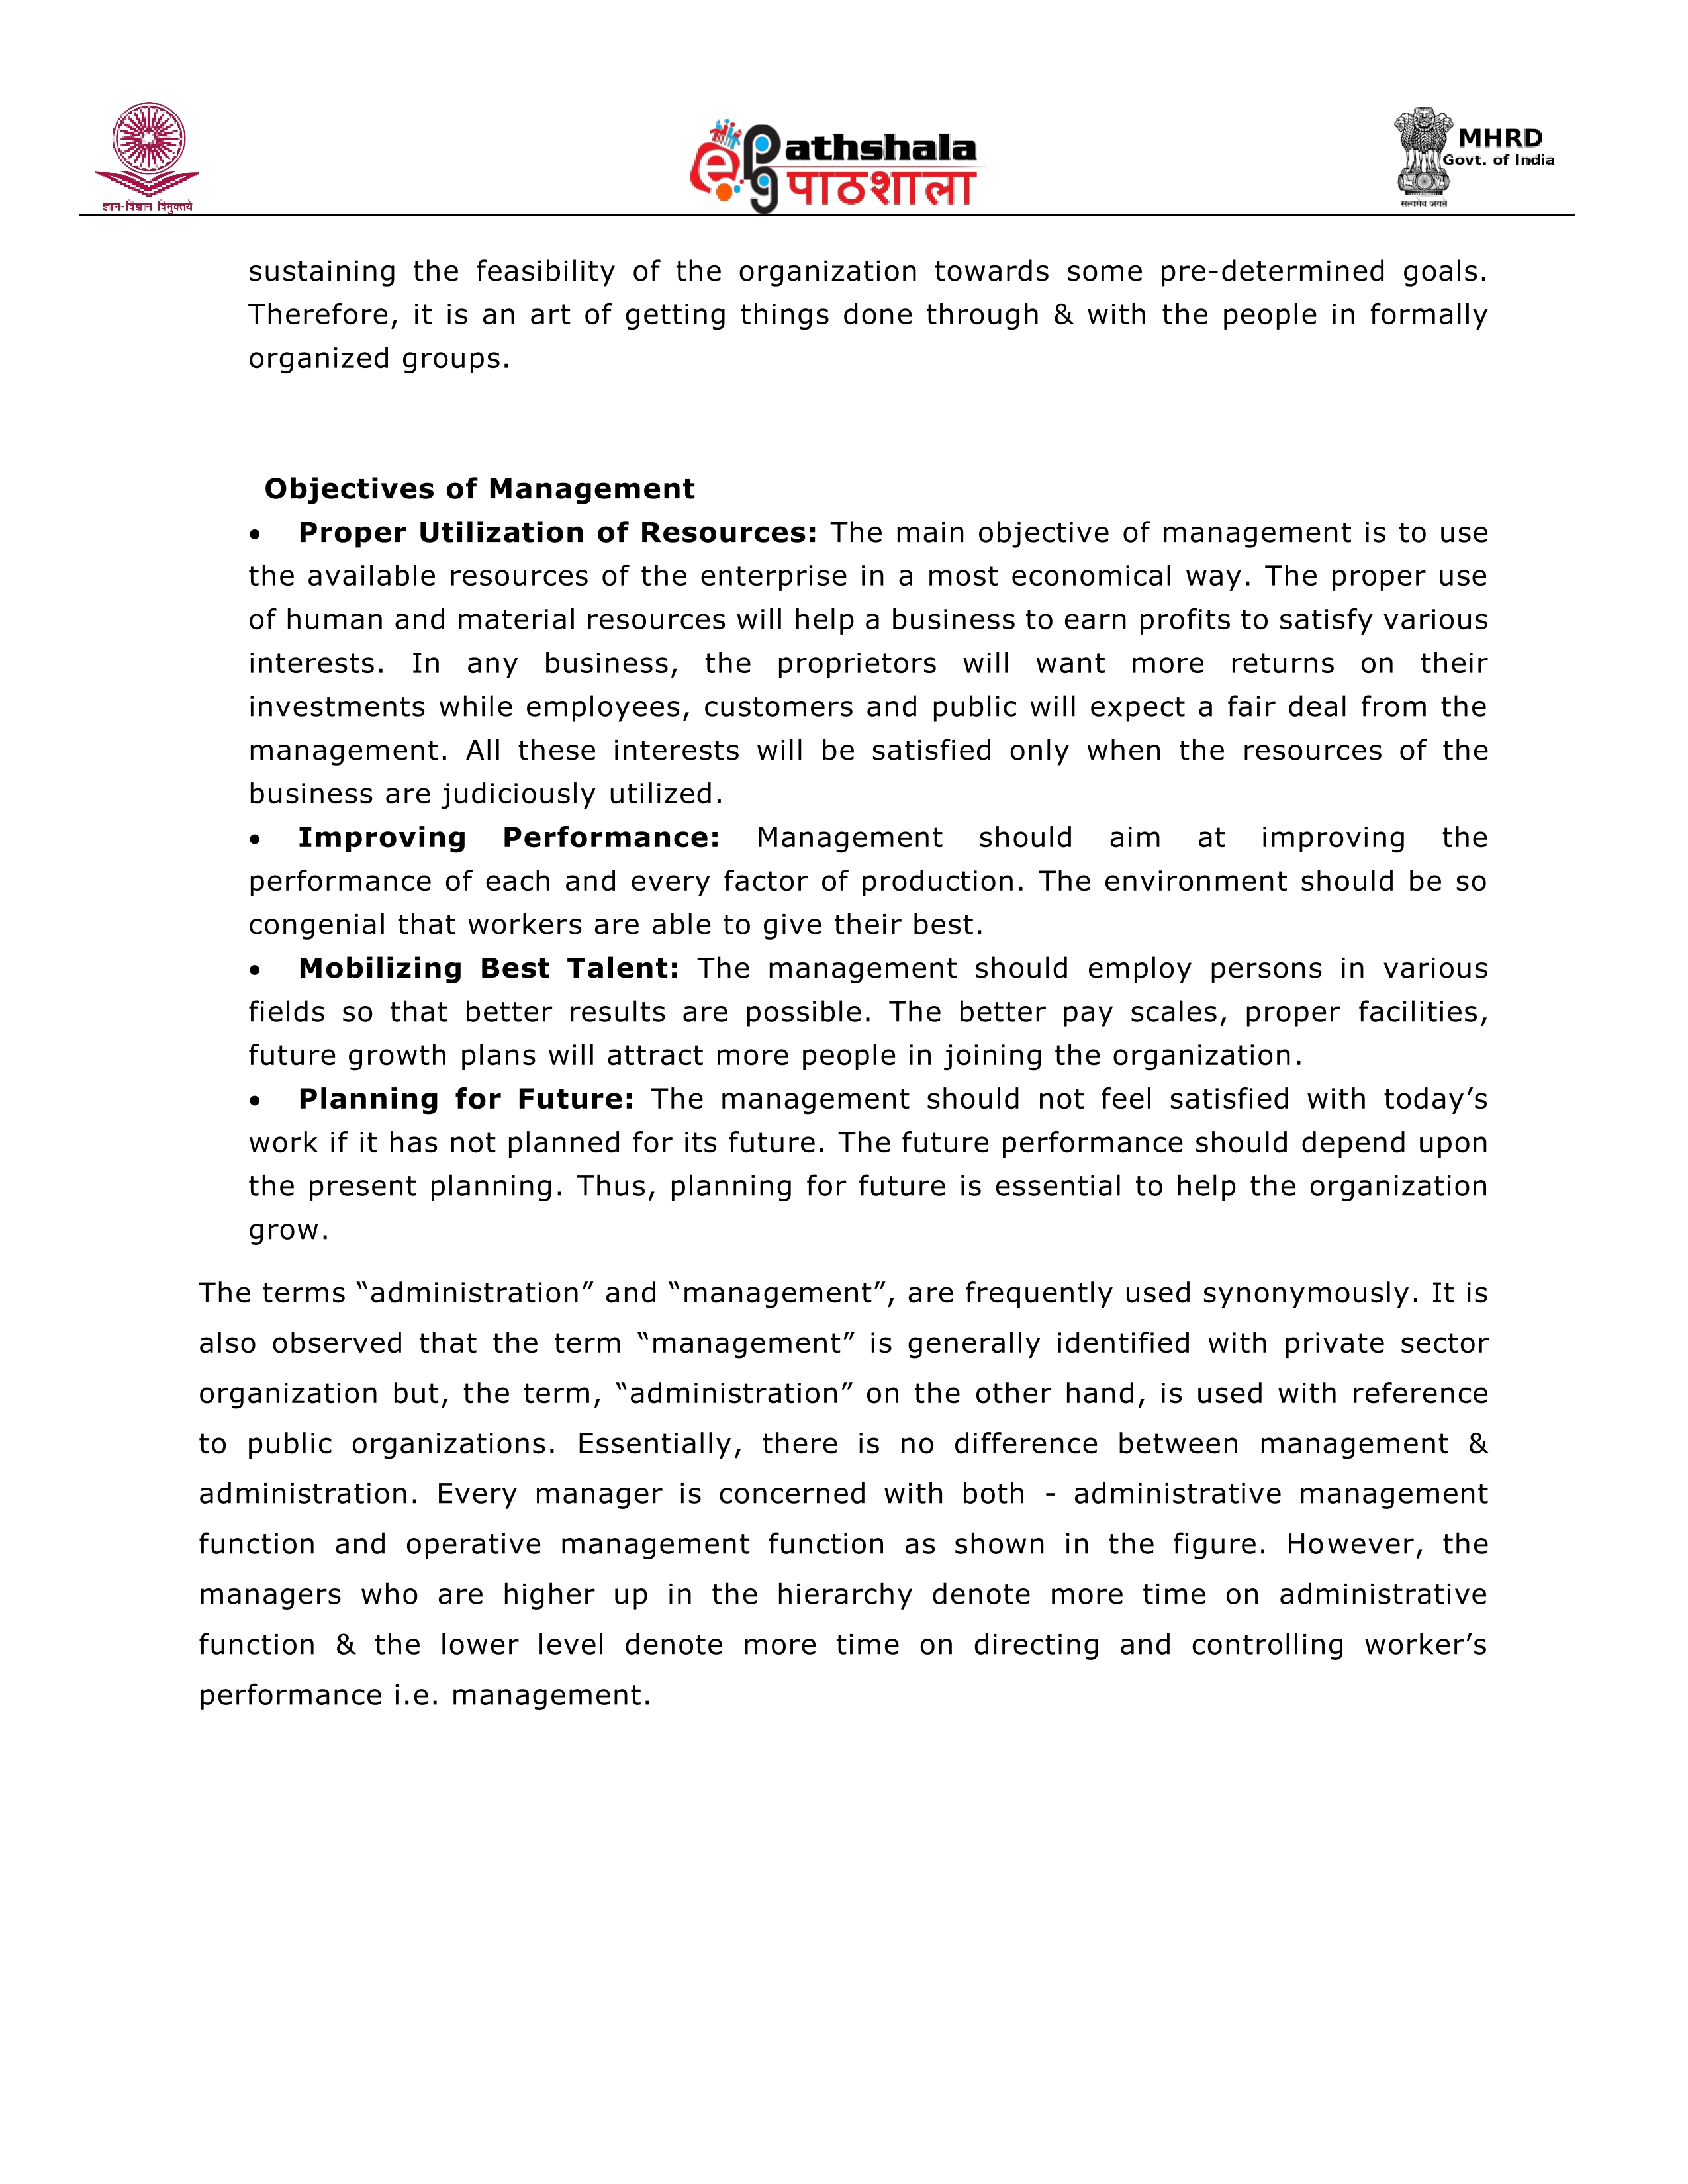 ज्ञान-विज्ञान विमुक्तये
e pg Pathshala
पाठशाला
MHRD
Govt. of India
सत्यमेव जयते
sustaining the feasibility of the organization towards some pre-determined goals.
Therefore, it is an art of getting things done through & with the people in formally
organized groups.
Objectives of Management
• Proper Utilization of Resources: The main objective of management is to use
the available resources of the enterprise in a most economical way. The proper use
of human and material resources will help a business to earn profits to satisfy various
interests. In any business, the proprietors will want more returns on their
investments while employees, customers and public will expect a fair deal from the
management. All these interests will be satisfied only when the resources of the
business are judiciously utilized.
• Improving Performance: Management should aim at improving the
performance of each and every factor of production. The environment should be so
congenial that workers are able to give their best.
• Mobilizing Best Talent: The management should employ persons in various
fields so that better results are possible. The better pay scales, proper facilities,
future growth plans will attract more people in joining the organization.
• Planning for Future: The management should not feel satisfied with today’s
work if it has not planned for its future. The future performance should depend upon
the present planning. Thus, planning for future is essential to help the organization
grow.
The terms “administration” and “management”, are frequently used synonymously. It is
also observed that the term “management” is generally identified with private sector
organization but, the term, “administration” on the other hand, is used with reference
to public organizations. Essentially, there is no difference between management &
administration. Every manager is concerned with both - administrative management
function and operative management function as shown in the figure. However, the
managers who are higher up in the hierarchy denote more time on administrative
function & the lower level denote more time on directing and controlling worker’s
performance i.e. management.